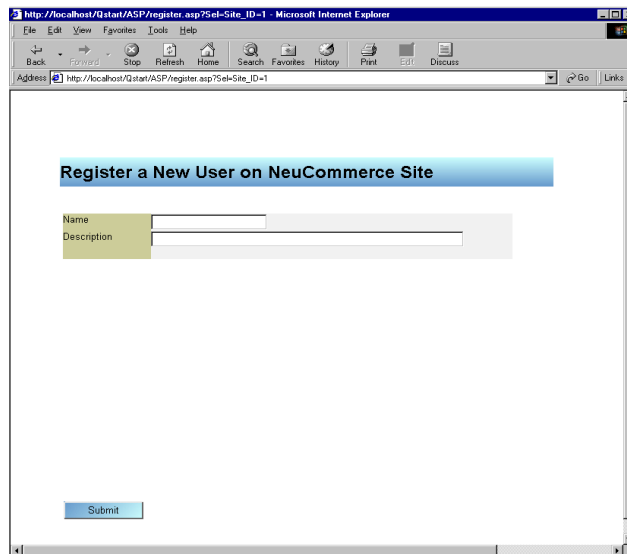 http://localhost/Qstart/ASP/register.asp?Sel=Site_ID=1 - Microsoft Internet Explorer
File Edit View Favorites Tools Help
Back Forward Stop Refresh Home Search Favorites History Print Edit Discuss
Address http://localhost/Qstart/ASP/register.asp?Sel=Site_ID=1 Go Links
Register a New User on NeuCommerce Site
Name
Description
Submit